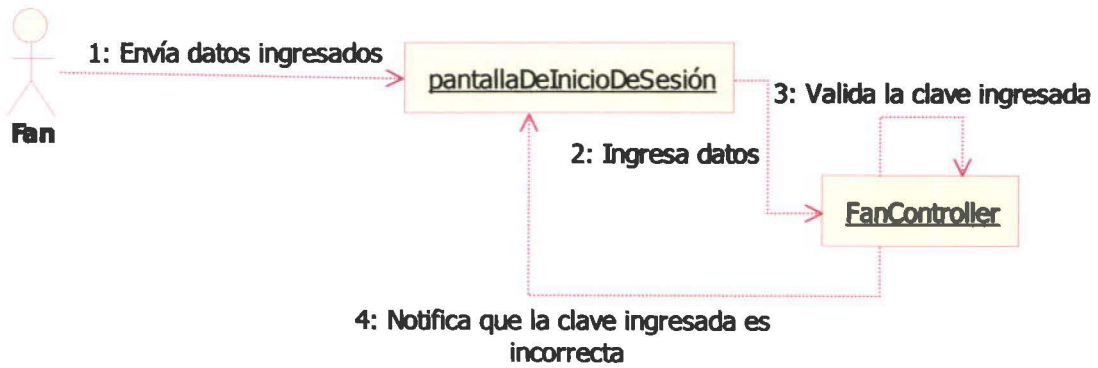 1: Envía datos ingresados
pantallaDeInicioDeSesión
3: Valida la clave ingresada
Fan
2: Ingresa datos
FanController
4: Notifica que la clave ingresada es
incorrecta